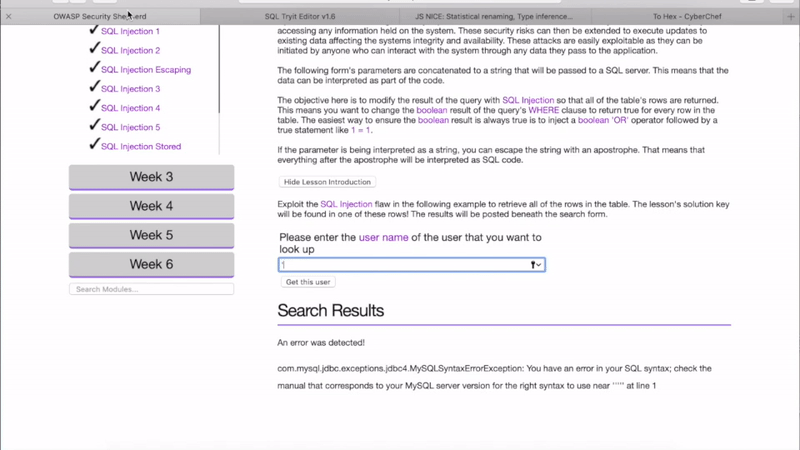 OWASP Security Shepherd
SQL Tryit Editor v1.6
JS NICE: Statistical renaming, Type inference...
To Hex - CyberChef
SQL Injection 1
SQL Injection 2
SQL Injection Escaping
SQL Injection 3
SQL Injection 4
SQL Injection 5
SQL Injection Stored
Week 3
Week 4
Week 5
Week 6
Search Modules...
accessing any information held on the system. These security risks can then be extended to execute updates to
existing data affecting the systems integrity and availability. These attacks are easily exploitable as they can be
initiated by anyone who can interact with the system through any data they pass to the application.
The following form's parameters are concatenated to a string that will be passed to a SQL server. This means that the
data can be interpreted as part of the code.
The objective here is to modify the result of the query with SQL Injection so that all of the table's rows are returned.
This means you want to change the boolean result of the query's WHERE clause to return true for every row in the
table. The easiest way to ensure the boolean result is always true is to inject a boolean 'OR' operator followed by a
true statement like 1 = 1.
If the parameter is being interpreted as a string, you can escape the string with an apostrophe. That means that
everything after the apostrophe will be interpreted as SQL code.
Hide Lesson Introduction
Exploit the SQL Injection flaw in the following example to retrieve all of the rows in the table. The lesson's solution key
will be found in one of these rows! The results will be posted beneath the search form.
Please enter the user name of the user that you want to
look up
1
Get this user
Search Results
An error was detected!
com.mysql.jdbc.exceptions.jdbc4.MySQLSyntaxErrorException: You have an error in your SQL syntax; check the
manual that corresponds to your MySQL server version for the right syntax to use near ''''' at line 1